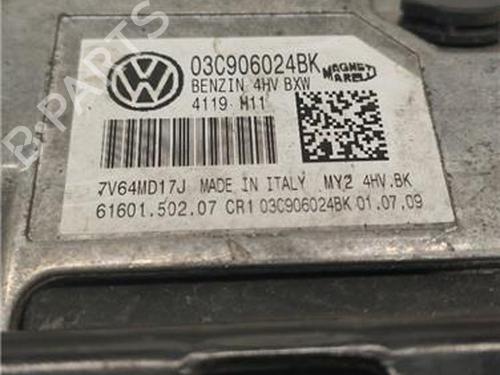 03C906024BK
MAGNETI MARELLI
BENZIN 4HV BXW
4119 M11
7V64MD17J MADE IN ITALY MY2 4HV.BK
61601.502.07 CR1 03C906024BK 01.07.09
B-PARTS